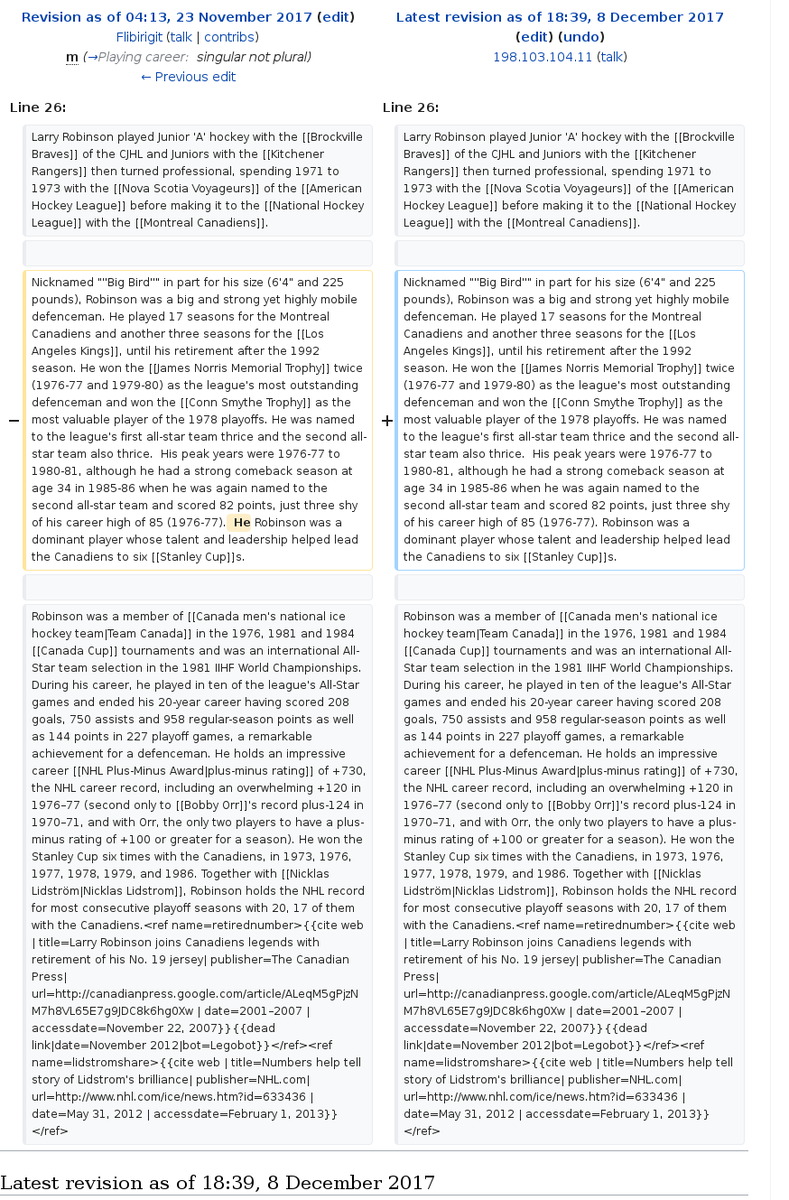 Revision as of 04:13, 23 November 2017 (edit)
Flibirigit (talk | contribs)
m (→Playing career: singular not plural)
← Previous edit
Line 26:
Larry Robinson played Junior 'A' hockey with the [[Brockville
Braves]] of the CJHL and Juniors with the [[Kitchener
Rangers]] then turned professional, spending 1971 to
1973 with the [[Nova Scotia Voyageurs]] of the [[American
Hockey League]] before making it to the [[National Hockey
League]] with the [[Montreal Canadiens]].
−
Nicknamed ""Big Bird"" in part for his size (6'4" and 225
pounds), Robinson was a big and strong yet highly mobile
defenceman. He played 17 seasons for the Montreal
Canadiens and another three seasons for the [[Los
Angeles Kings]], until his retirement after the 1992
season. He won the [[James Norris Memorial Trophy]] twice
(1976-77 and 1979-80) as the league's most outstanding
defenceman and won the [[Conn Smythe Trophy]] as the
most valuable player of the 1978 playoffs. He was named
to the league's first all-star team thrice and the second all-
star team also thrice.  His peak years were 1976-77 to
1980-81, although he had a strong comeback season at
age 34 in 1985-86 when he was again named to the
second all-star team and scored 82 points, just three shy
of his career high of 85 (1976-77).  He Robinson was a
dominant player whose talent and leadership helped lead
the Canadiens to six [[Stanley Cup]]s.
Robinson was a member of [[Canada men's national ice
hockey team|Team Canada]] in the 1976, 1981 and 1984
[[Canada Cup]] tournaments and was an international All-
Star team selection in the 1981 IIHF World Championships.
During his career, he played in ten of the league's All-Star
games and ended his 20-year career having scored 208
goals, 750 assists and 958 regular-season points as well
as 144 points in 227 playoff games, a remarkable
achievement for a defenceman. He holds an impressive
career [[NHL Plus-Minus Award|plus-minus rating]] of +730,
the NHL career record, including an overwhelming +120 in
1976–77 (second only to [[Bobby Orr]]'s record plus-124 in
1970–71, and with Orr, the only two players to have a plus-
minus rating of +100 or greater for a season). He won the
Stanley Cup six times with the Canadiens, in 1973, 1976,
1977, 1978, 1979, and 1986. Together with [[Nicklas
Lidström|Nicklas Lidstrom]], Robinson holds the NHL record
for most consecutive playoff seasons with 20, 17 of them
with the Canadiens.<ref name=retirednumber>{{cite web
| title=Larry Robinson joins Canadiens legends with
retirement of his No. 19 jersey| publisher=The Canadian
Press|
url=http://canadianpress.google.com/article/ALeqM5gPjzN
M7h8VL65E7g9JDC8k6hg0Xw | date=2001–2007 |
accessdate=November 22, 2007}}{{dead
link|date=November 2012|bot=Legobot}}</ref><ref
name=lidstromshare>{{cite web | title=Numbers help tell
story of Lidstrom's brilliance| publisher=NHL.com|
url=http://www.nhl.com/ice/news.htm?id=633436 |
date=May 31, 2012 | accessdate=February 1, 2013}}
</ref>
Latest revision as of 18:39, 8 December 2017
(edit) (undo)
198.103.104.11 (talk)
Line 26:
Larry Robinson played Junior 'A' hockey with the [[Brockville
Braves]] of the CJHL and Juniors with the [[Kitchener
Rangers]] then turned professional, spending 1971 to
1973 with the [[Nova Scotia Voyageurs]] of the [[American
Hockey League]] before making it to the [[National Hockey
League]] with the [[Montreal Canadiens]].
+
Nicknamed ""Big Bird"" in part for his size (6'4" and 225
pounds), Robinson was a big and strong yet highly mobile
defenceman. He played 17 seasons for the Montreal
Canadiens and another three seasons for the [[Los
Angeles Kings]], until his retirement after the 1992
season. He won the [[James Norris Memorial Trophy]] twice
(1976-77 and 1979-80) as the league's most outstanding
defenceman and won the [[Conn Smythe Trophy]] as the
most valuable player of the 1978 playoffs. He was named
to the league's first all-star team thrice and the second all-
star team also thrice.  His peak years were 1976-77 to
1980-81, although he had a strong comeback season at
age 34 in 1985-86 when he was again named to the
second all-star team and scored 82 points, just three shy
of his career high of 85 (1976-77). Robinson was a
dominant player whose talent and leadership helped lead
the Canadiens to six [[Stanley Cup]]s.
Robinson was a member of [[Canada men's national ice
hockey team|Team Canada]] in the 1976, 1981 and 1984
[[Canada Cup]] tournaments and was an international All-
Star team selection in the 1981 IIHF World Championships.
During his career, he played in ten of the league's All-Star
games and ended his 20-year career having scored 208
goals, 750 assists and 958 regular-season points as well
as 144 points in 227 playoff games, a remarkable
achievement for a defenceman. He holds an impressive
career [[NHL Plus-Minus Award|plus-minus rating]] of +730,
the NHL career record, including an overwhelming +120 in
1976–77 (second only to [[Bobby Orr]]'s record plus-124 in
1970–71, and with Orr, the only two players to have a plus-
minus rating of +100 or greater for a season). He won the
Stanley Cup six times with the Canadiens, in 1973, 1976,
1977, 1978, 1979, and 1986. Together with [[Nicklas
Lidström|Nicklas Lidstrom]], Robinson holds the NHL record
for most consecutive playoff seasons with 20, 17 of them
with the Canadiens.<ref name=retirednumber>{{cite web
| title=Larry Robinson joins Canadiens legends with
retirement of his No. 19 jersey| publisher=The Canadian
Press|
url=http://canadianpress.google.com/article/ALeqM5gPjzN
M7h8VL65E7g9JDC8k6hg0Xw | date=2001–2007 |
accessdate=November 22, 2007}}{{dead
link|date=November 2012|bot=Legobot}}</ref><ref
name=lidstromshare>{{cite web | title=Numbers help tell
story of Lidstrom's brilliance| publisher=NHL.com|
url=http://www.nhl.com/ice/news.htm?id=633436 |
date=May 31, 2012 | accessdate=February 1, 2013}}
</ref>
Latest revision as of 18:39, 8 December 2017